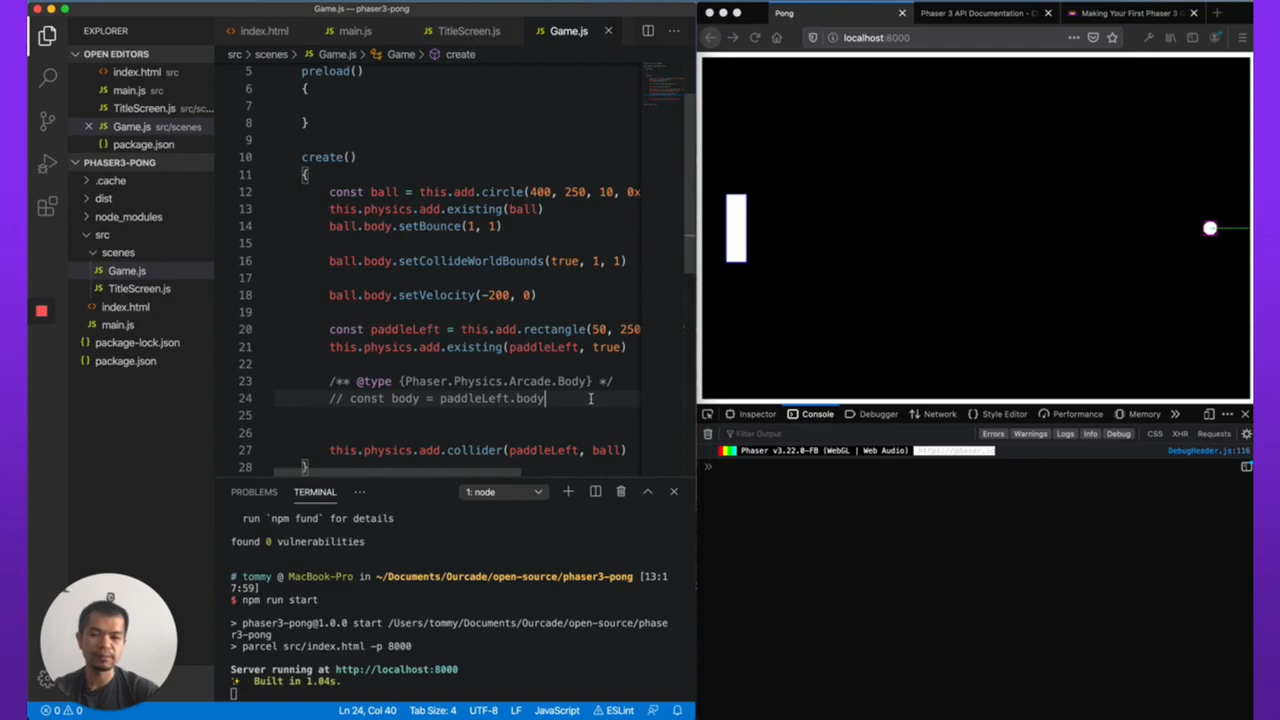 Game.js — phaser3-pong
EXPLORER
OPEN EDITORS
index.html src
main.js src
TitleScreen.js src/sc...
Game.js src/scenes
package.json
PHASER3-PONG
.cache
dist
node_modules
src
scenes
Game.js
TitleScreen.js
index.html
main.js
package-lock.json
package.json
index.html
main.js
TitleScreen.js
Game.js
src > scenes > Game.js > Game > create
5 preload()
6 {
7
8 }
9
10 create()
11 {
12 const ball = this.add.circle(400, 250, 10, 0x
13 this.physics.add.existing(ball)
14 ball.body.setBounce(1, 1)
15
16 ball.body.setCollideWorldBounds(true, 1, 1)
17
18 ball.body.setVelocity(-200, 0)
19
20 const paddleLeft = this.add.rectangle(50, 250
21 this.physics.add.existing(paddleLeft, true)
22
23 /** @type {Phaser.Physics.Arcade.Body} */
24 // const body = paddleLeft.body
25
26
27 this.physics.add.collider(paddleLeft, ball)
28 }
PROBLEMS TERMINAL ... 1: node
run `npm fund` for details
found 0 vulnerabilities
# tommy @ MacBook-Pro in ~/Documents/Ourcade/open-source/phaser3-pong [13:1
7:59]
$ npm run start
> phaser3-pong@1.0.0 start /Users/tommy/Documents/Ourcade/open-source/phase
r3-pong
> parcel src/index.html -p 8000
Server running at http://localhost:8000
Built in 1.04s.
0 0 Ln 24, Col 40 Tab Size: 4 UTF-8 LF JavaScript ESLint
Pong
Phaser 3 API Documentation - Cl
Making Your First Phaser 3 G
localhost:8000
Inspector Console Debugger Network Style Editor Performance Memory
Filter Output Errors Warnings Logs Info Debug CSS XHR Requests
Phaser v3.22.0-FB (WebGL | Web Audio) https://phaser.io DebugHeader.js:116